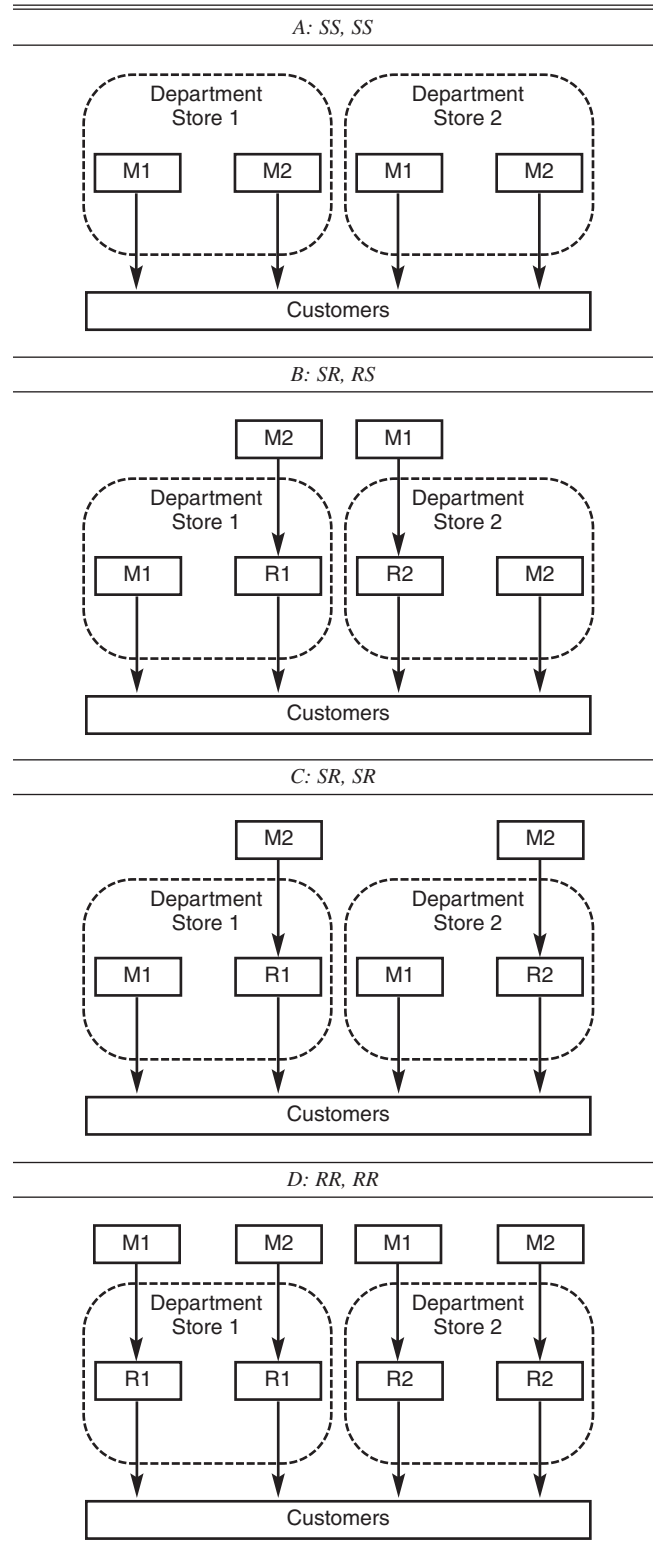 A: SS, SS
Department Store 1
Department Store 2
M1 M2 M1 M2
Customers
B: SR, RS
M2 M1
Department Store 1
Department Store 2
M1 R1 R2 M2
Customers
C: SR, SR
M2 M2
Department Store 1
Department Store 2
M1 R1 M1 R2
Customers
D: RR, RR
M1 M2 M1 M2
Department Store 1
Department Store 2
R1 R1 R2 R2
Customers